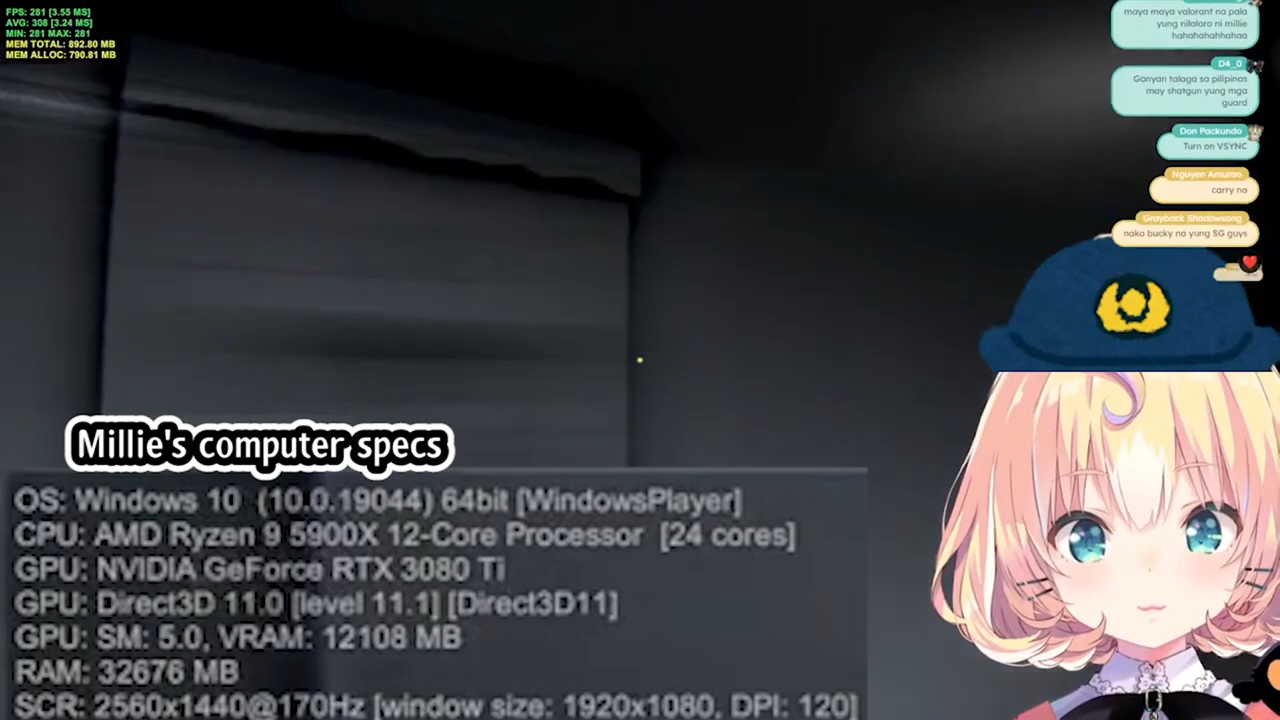 FPS: 281 [3.55 MS]
AVG: 308 [3.24 MS]
MIN: 281 MAX: 281
MEM TOTAL: 892.80 MB
MEM ALLOC: 790.81 MB
maya maya valorant na pala
yung nilalaro ni millie
hahahahahhahaa
D4_0
Ganyan talaga sa pilipinas
may shatgun yung mga
guard
Don Packundo
Turn on VSYNC
Nguyen Amurao
carry na
Grayback Shadowsong
naka bucky na yung SG guys
Millie's computer specs
OS: Windows 10 (10.0.19044) 64bit [WindowsPlayer]
CPU: AMD Ryzen 9 5900X 12-Core Processor [24 cores]
GPU: NVIDIA GeForce RTX 3080 Ti
GPU: Direct3D 11.0 [level 11.1] [Direct3D11]
GPU: SM: 5.0, VRAM: 12108 MB
RAM: 32676 MB
SCR: 2560x1440@170Hz [window size: 1920x1080, DPI: 120]